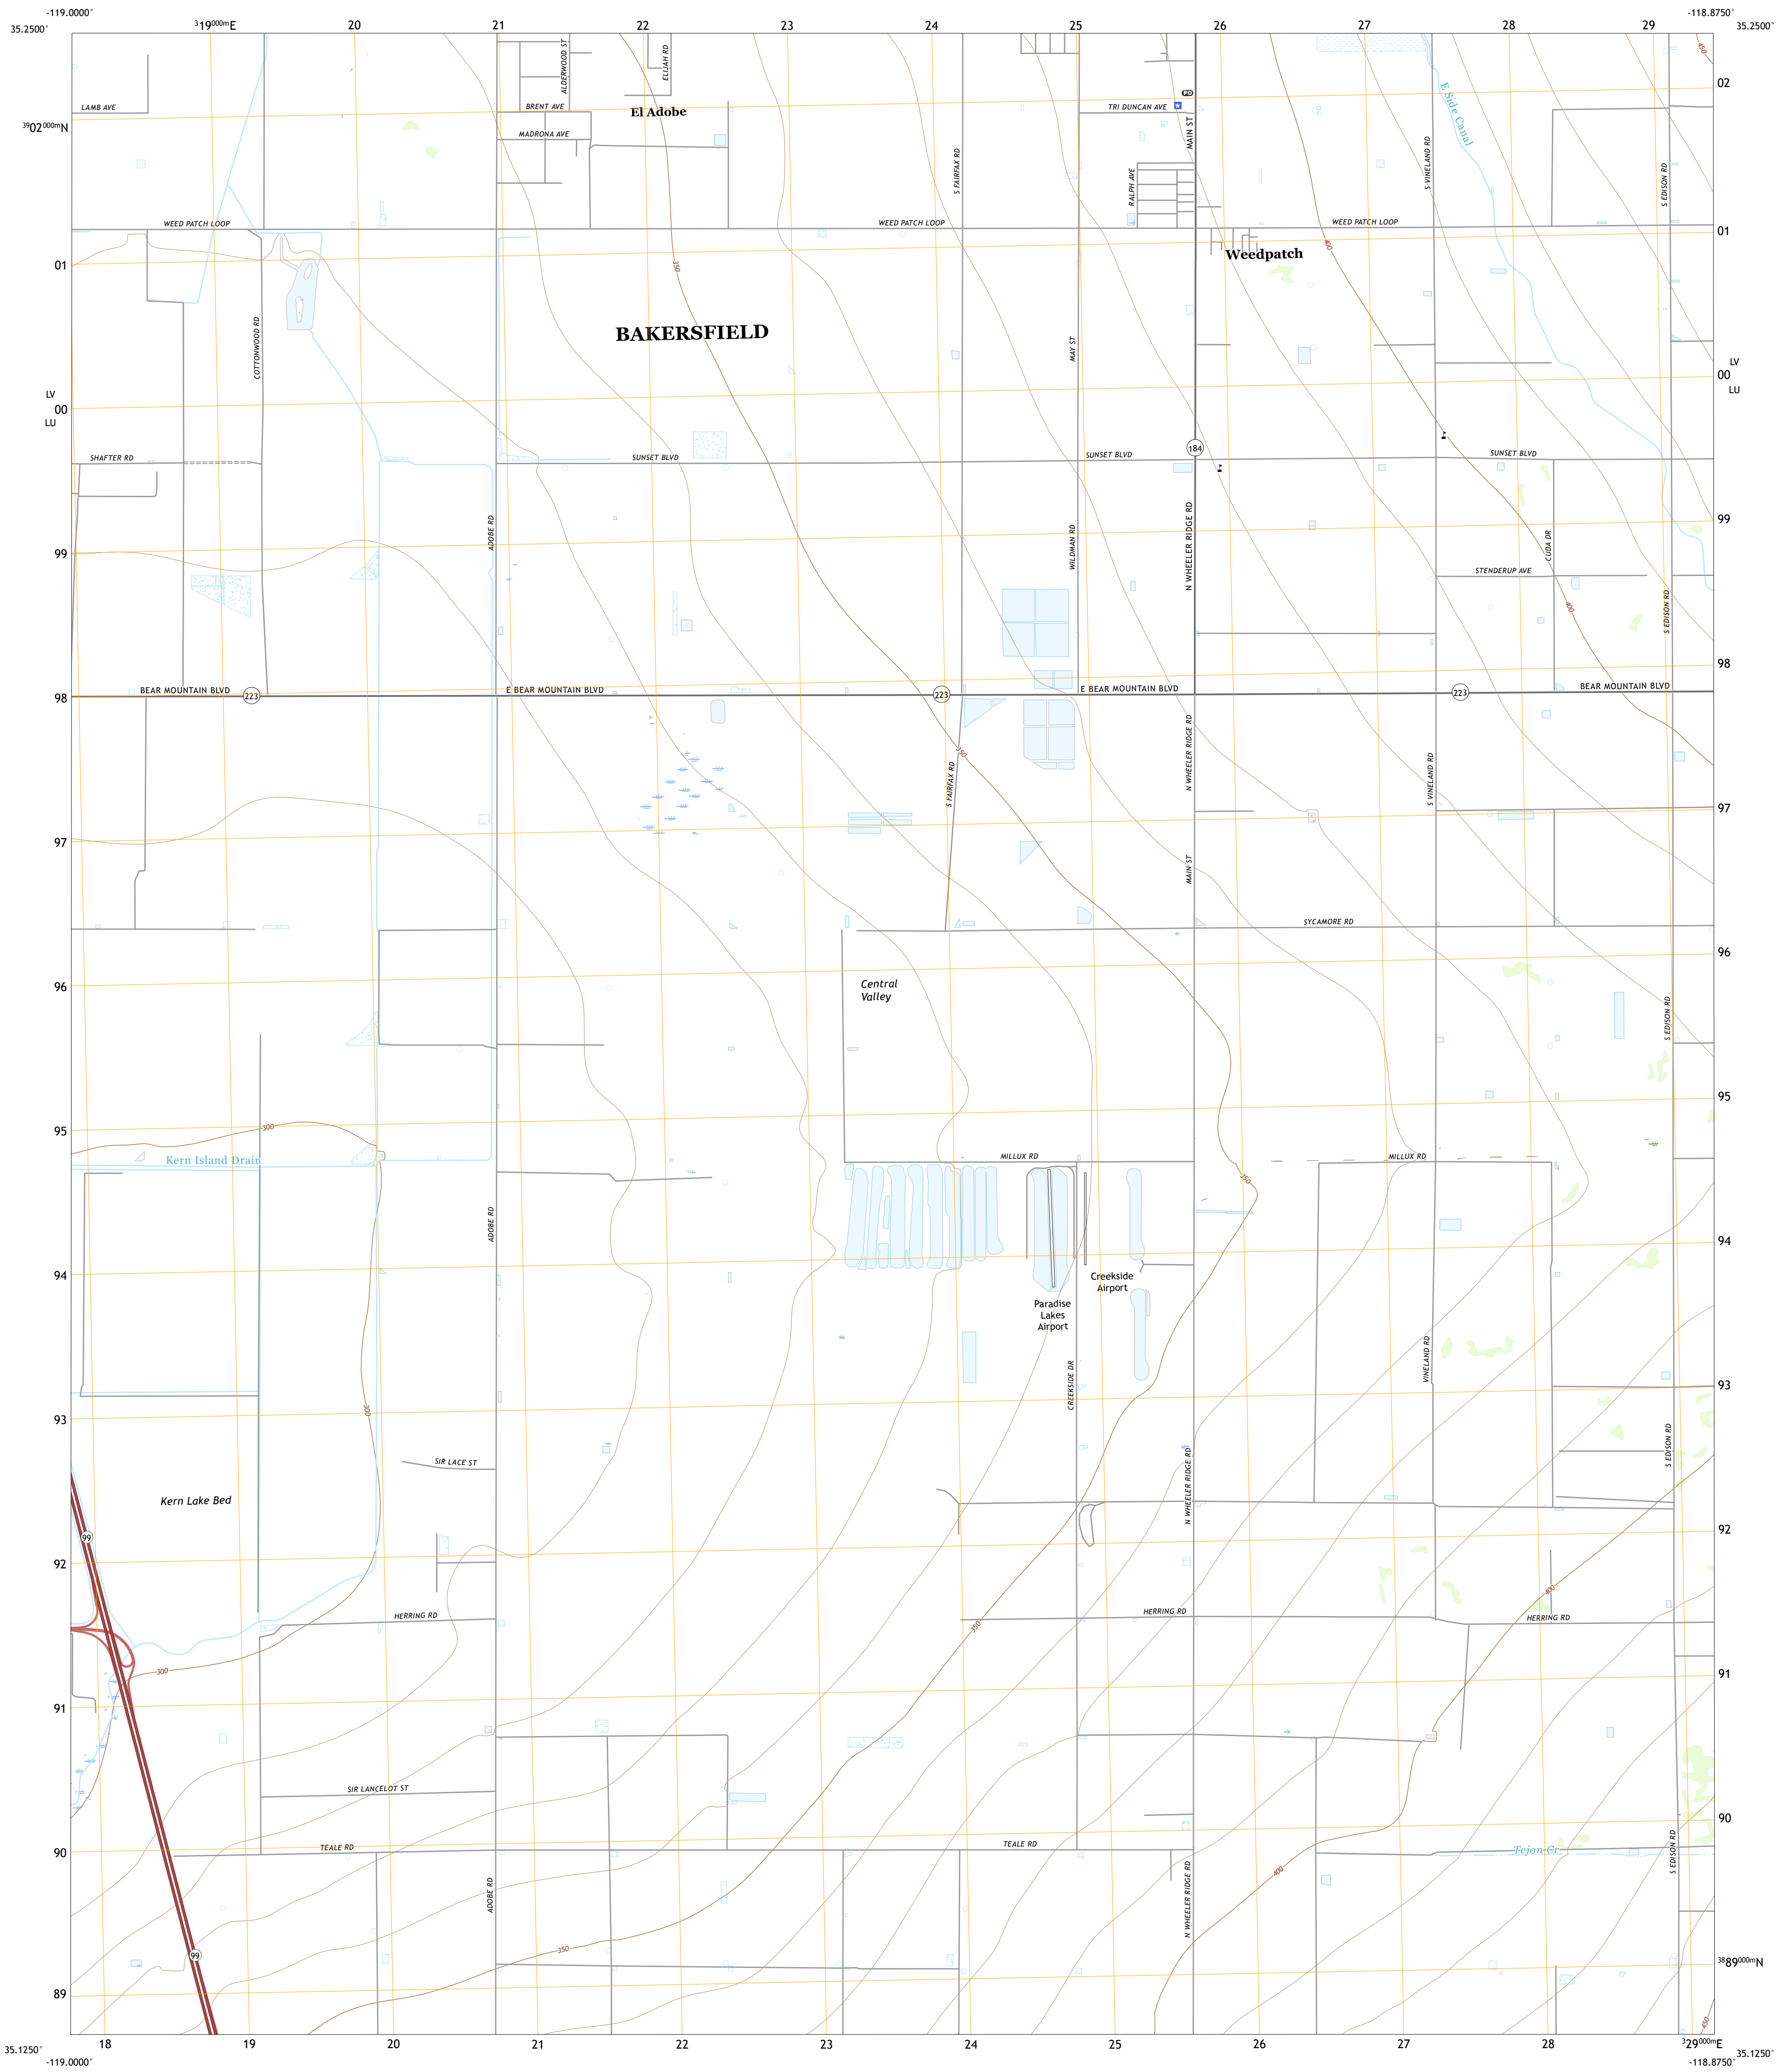 -119.0000°
-118.8750°
35.2500°
³19⁰⁰⁰ᵐE
20
21
22
23
24
25
26
27
28
29
35.2500°
ALDERWOOD ST
ELIJAH RD
450
02
E Side Canal
LAMB AVE
BRENT AVE
El Adobe
TRI DUNCAN AVE
PO
MAIN ST
³⁹02⁰⁰⁰ᵐN
MADRONA AVE
S FAIRFAX RD
RALPH AVE
S VINELAND RD
S EDISON RD
WEED PATCH LOOP
WEED PATCH LOOP
WEED PATCH LOOP
01
400
Weedpatch
01
350
COTTONWOOD RD
BAKERSFIELD
MAY ST
LV
00
LU
LV
00
LU
184
SHAFTER RD
SUNSET BLVD
SUNSET BLVD
SUNSET BLVD
ADOBE RD
WILDMAN RD
N WHEELER RIDGE RD
CUDA DR
99
99
STENDERUP AVE
400
S EDISON RD
98
BEAR MOUNTAIN BLVD
223
E BEAR MOUNTAIN BLVD
223
E BEAR MOUNTAIN BLVD
223
BEAR MOUNTAIN BLVD
98
350
S FAIRFAX RD
N WHEELER RIDGE RD
S VINELAND RD
97
97
MAIN ST
SYCAMORE RD
96
96
Central
Valley
S EDISON RD
95
95
300
Kern Island Drain
MILLUX RD
MILLUX RD
350
ADOBE RD
94
94
Creekside
Airport
Paradise
Lakes
Airport
CREEKSIDE DR
VINELAND RD
93
93
300
SIR LACE ST
N WHEELER RIDGE RD
S EDISON RD
Kern Lake Bed
99
92
92
400
HERRING RD
350
HERRING RD
HERRING RD
300
91
91
SIR LANCELOT ST
90
90
TEALE RD
TEALE RD
Tejon Cr
400
ADOBE RD
N WHEELER RIDGE RD
S EDISON RD
350
99
³⁸89⁰⁰⁰ᵐN
89
450
18
19
20
21
22
23
24
25
26
27
28
³29⁰⁰⁰ᵐE
35.1250°
35.1250°
-119.0000°
-118.8750°